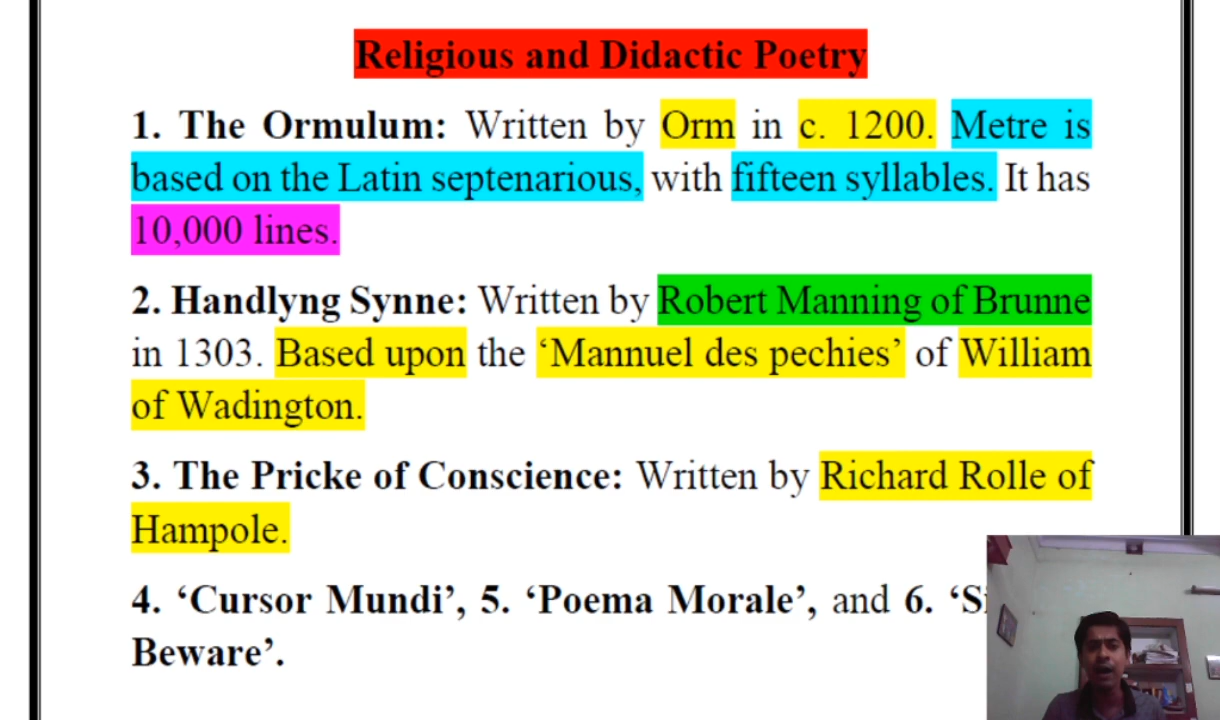 Religious and Didactic Poetry
1. The Ormulum: Written by Orm in c. 1200. Metre is
based on the Latin septenarious, with fifteen syllables. It has
10,000 lines.
2. Handlyng Synne: Written by Robert Manning of Brunne
in 1303. Based upon the ‘Mannuel des pechies’ of William
of Wadington.
3. The Pricke of Conscience: Written by Richard Rolle of
Hampole.
4. ‘Cursor Mundi’, 5. ‘Poema Morale’, and 6.
Beware’.